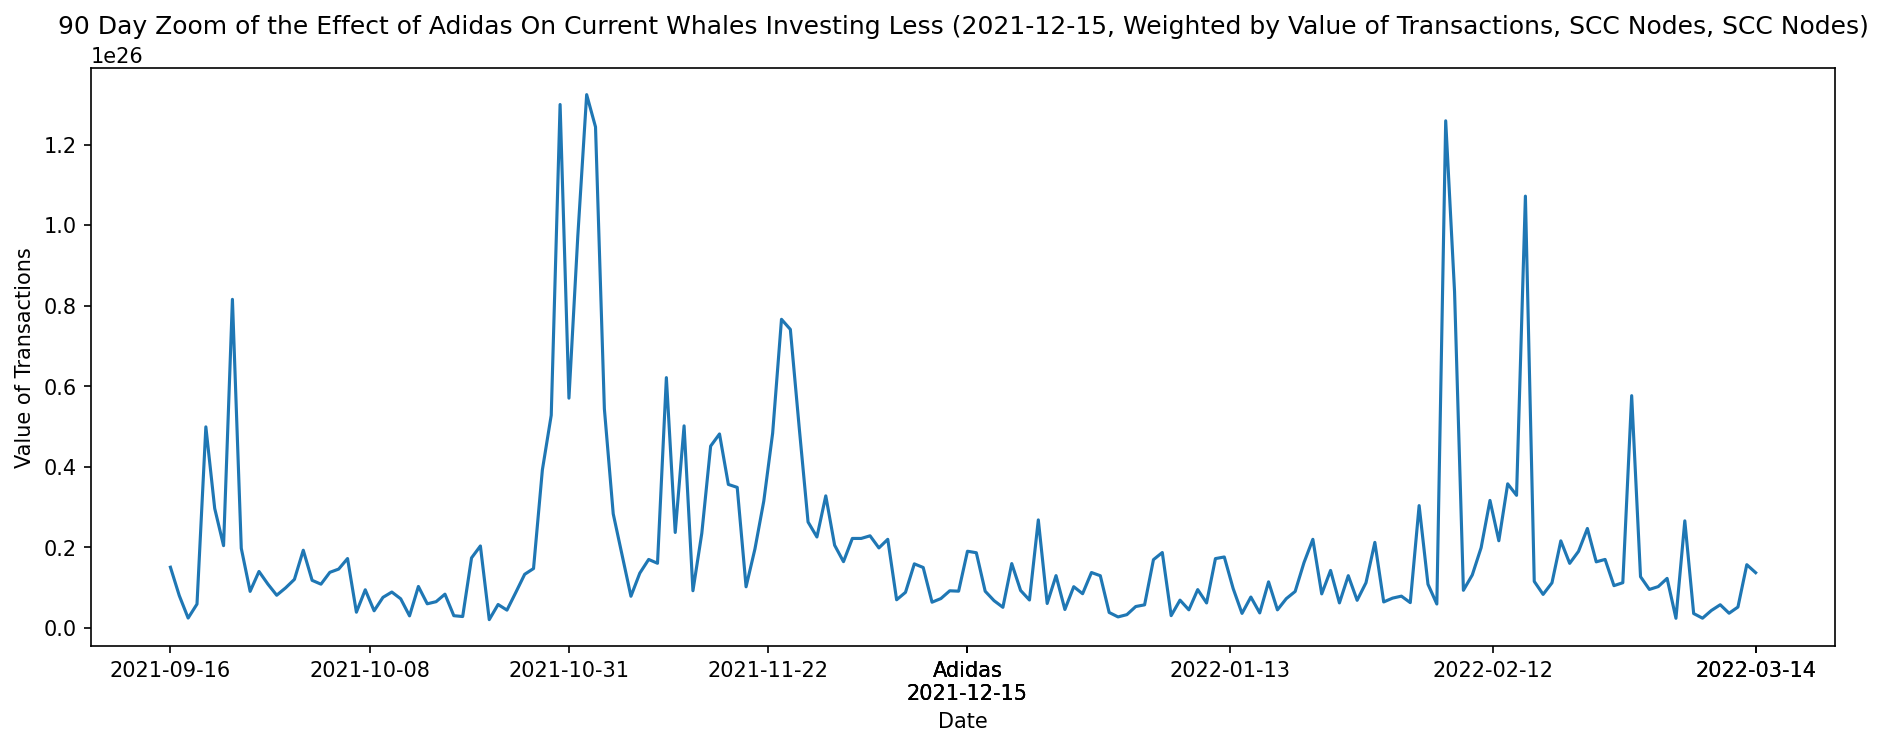 90 Day Zoom of the Effect of Adidas On Current Whales Investing Less (2021-12-15, Weighted by Value of Transactions, SCC Nodes, SCC Nodes)
1e26
1.2
1.0
0.8
0.6
0.4
0.2
0.0
Value of Transactions
2021-09-16 2021-10-08 2021-10-31 2021-11-22 Adidas 2022-01-13 2022-02-12 2022-03-14
2021-12-15
Date